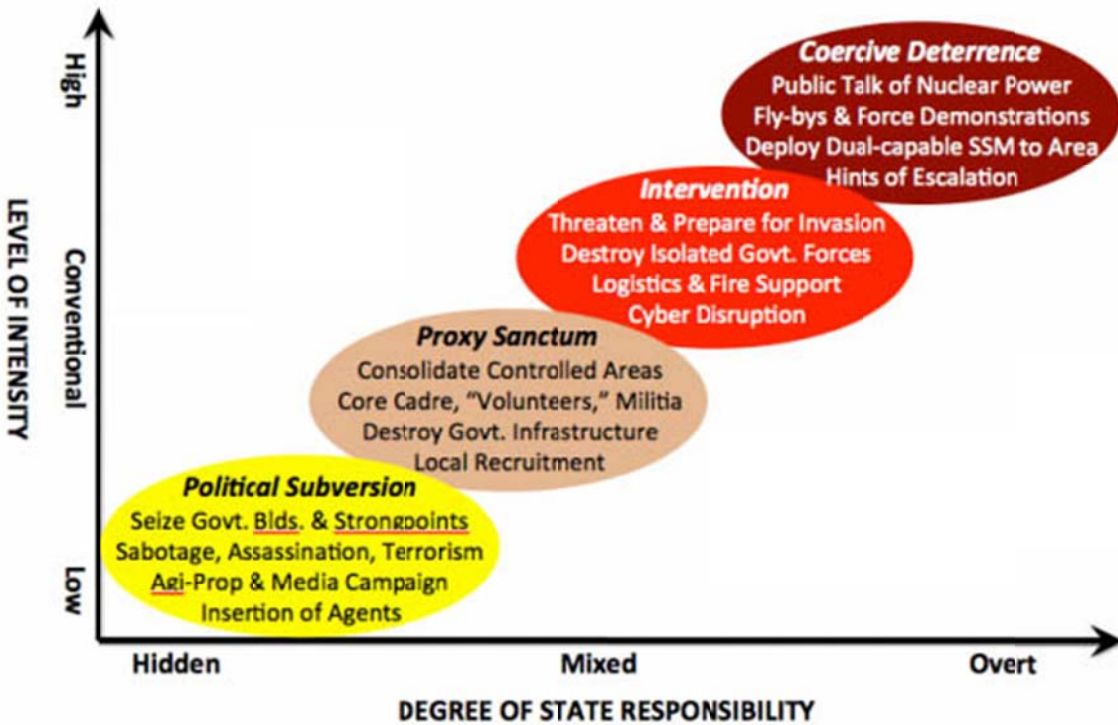 Coercive Deterrence
Public Talk of Nuclear Power
Fly-bys & Force Demonstrations
Deploy Dual-capable SSM to Area
Hints of Escalation
Intervention
Threaten & Prepare for Invasion
Destroy Isolated Govt. Forces
Logistics & Fire Support
Cyber Disruption
Proxy Sanctum
Consolidate Controlled Areas
Core Cadre, “Volunteers,” Militia
Destroy Govt. Infrastructure
Local Recruitment
Political Subversion
Seize Govt. Blds. & Strongpoints
Sabotage, Assassination, Terrorism
Agi-Prop & Media Campaign
Insertion of Agents
LEVEL OF INTENSITY
High
Conventional
Low
Hidden
Mixed
Overt
DEGREE OF STATE RESPONSIBILITY